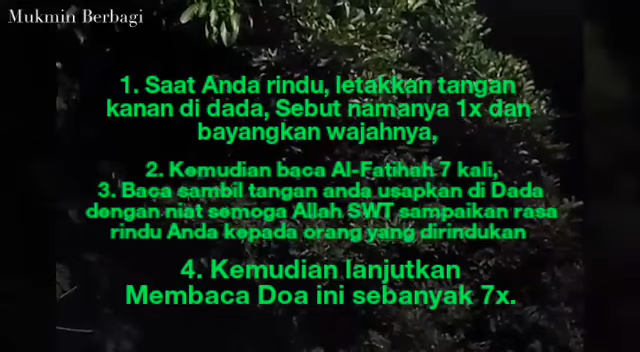 Mukmin Berbagi
1. Saat Anda rindu, letakkan tangan
kanan di dada, Sebut namanya 1x dan
bayangkan wajahnya,
2. Kemudian baca Al-Fatihah 7 kali,
3. Baca sambil tangan anda usapkan di Dada
dengan niat semoga Allah SWT sampaikan rasa
rindu Anda kepada orang yang dirindukan
4. Kemudian lanjutkan
Membaca Doa ini sebanyak 7x.